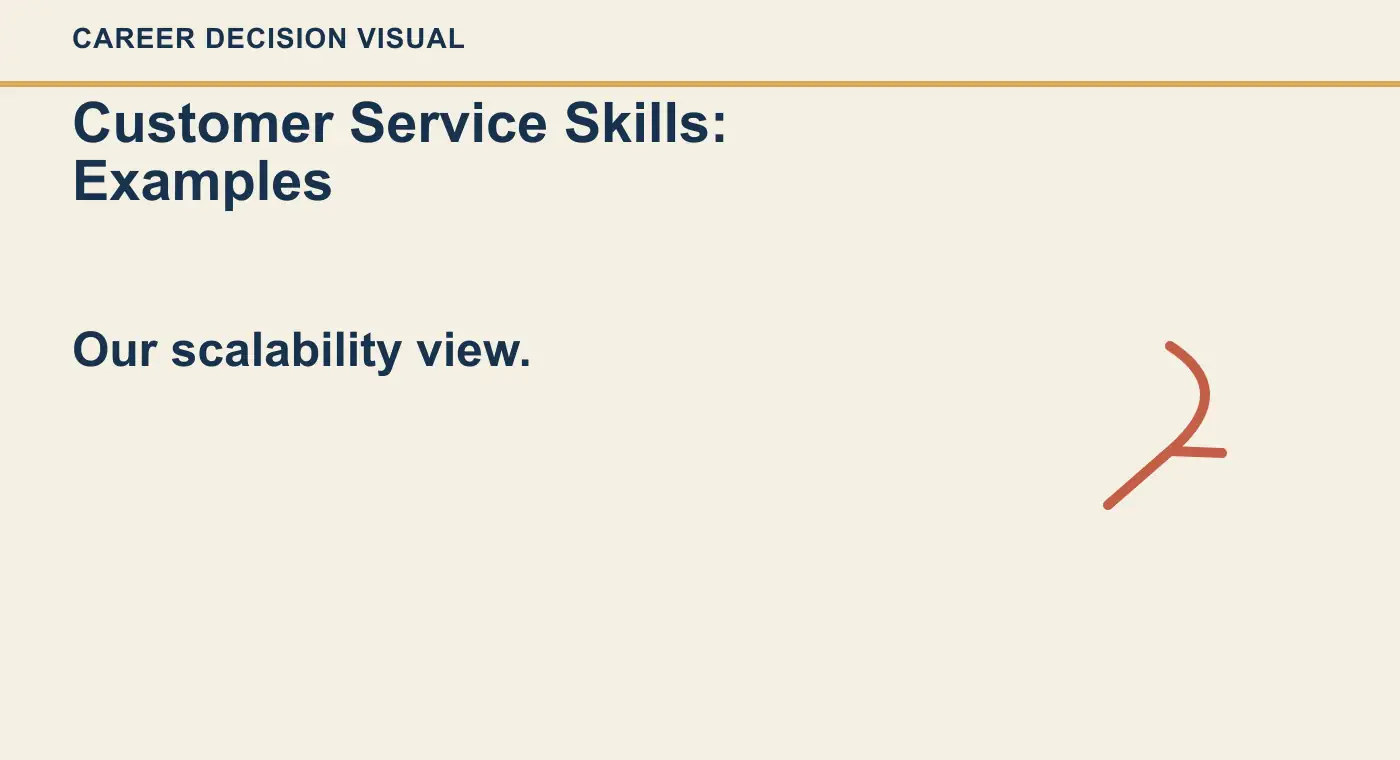 CAREER DECISION VISUAL
Customer Service Skills:
Examples
Our scalability view.